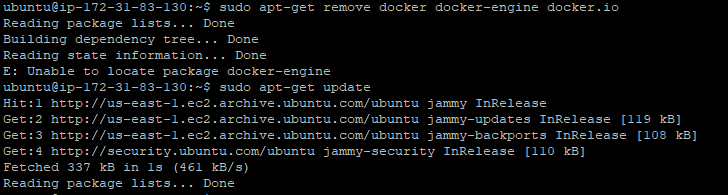 ubuntu@ip-172-31-83-130:~$ sudo apt-get remove docker docker-engine docker.io
Reading package lists... Done
Building dependency tree... Done
Reading state information... Done
E: Unable to locate package docker-engine
ubuntu@ip-172-31-83-130:~$ sudo apt-get update
Hit:1 http://us-east-1.ec2.archive.ubuntu.com/ubuntu jammy InRelease
Get:2 http://us-east-1.ec2.archive.ubuntu.com/ubuntu jammy-updates InRelease [119 kB]
Get:3 http://us-east-1.ec2.archive.ubuntu.com/ubuntu jammy-backports InRelease [108 kB]
Get:4 http://security.ubuntu.com/ubuntu jammy-security InRelease [110 kB]
Fetched 337 kB in 1s (461 kB/s)
Reading package lists... Done